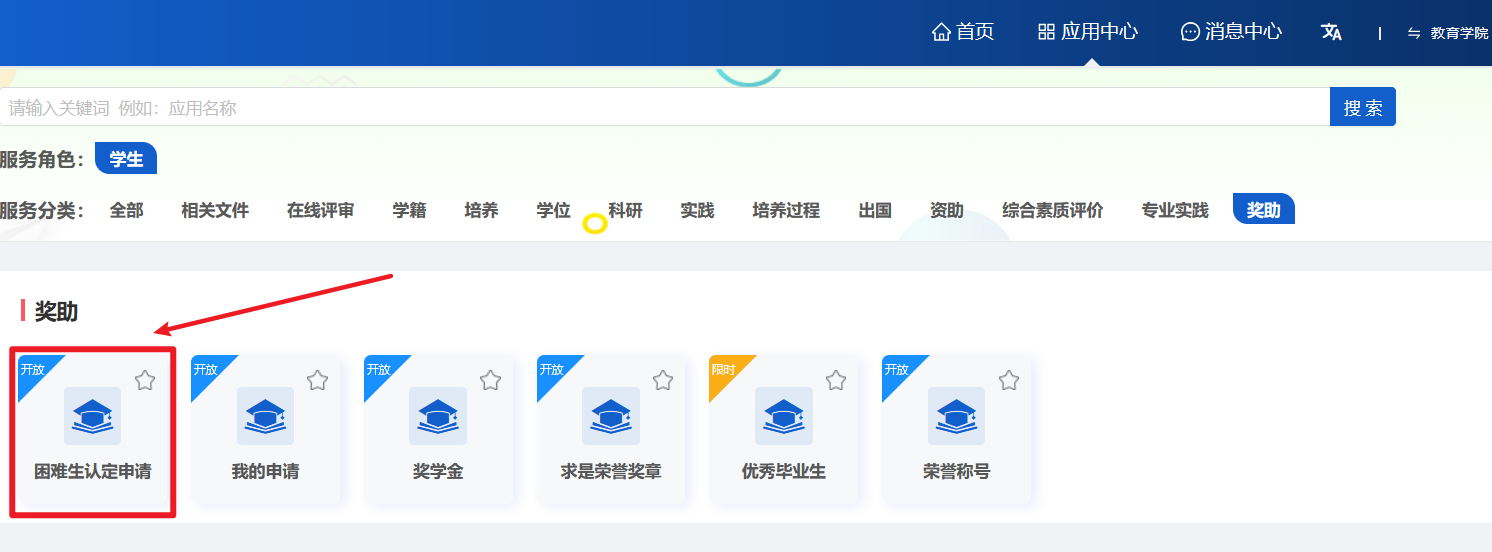 首页 应用中心 消息中心 教育学院
请输入关键词 例如：应用名称 搜 索
服务角色： 学生
服务分类： 全部 相关文件 在线评审 学籍 培养 学位 科研 实践 培养过程 出国 资助 综合素质评价 专业实践 奖助
奖助
开放 开放 开放 开放 限时 开放
困难生认定申请 我的申请 奖学金 求是荣誉奖章 优秀毕业生 荣誉称号